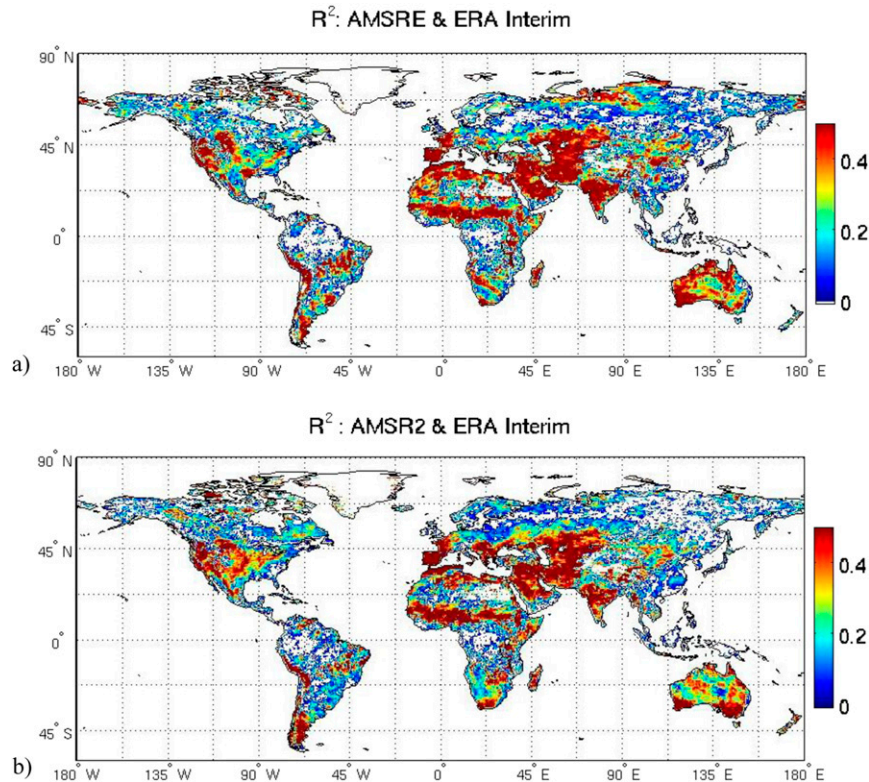 R²: AMSRE & ERA Interim
90° N
45° N
0°
45° S
a)
180° W 135° W 90° W 45° W 0° 45° E 90° E 135° E 180° E
0.4
0.2
0
R² : AMSR2 & ERA Interim
90° N
45° N
0°
45° S
b)
180° W 135° W 90° W 45° W 0° 45° E 90° E 135° E 180° E
0.4
0.2
0